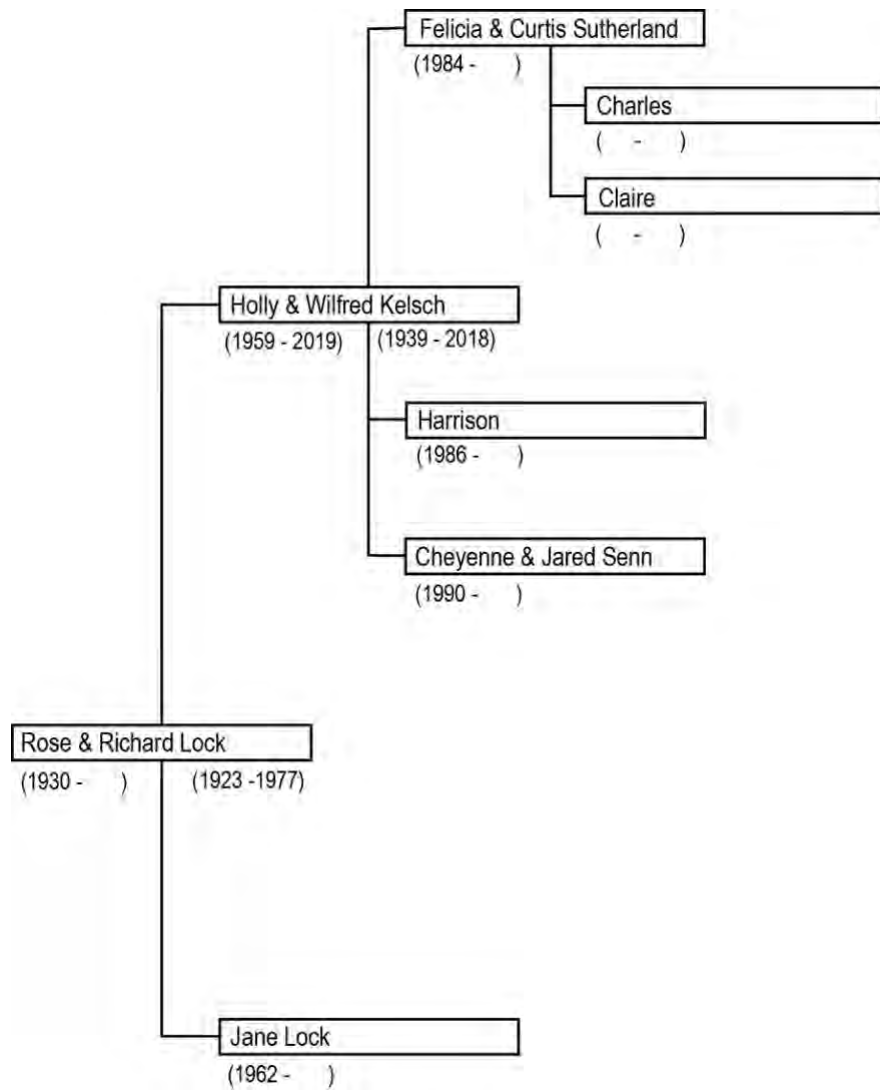 Felicia & Curtis Sutherland
(1984 - )
Charles
( - )
Claire
( - )
Holly & Wilfred Kelsch
(1959 - 2019) (1939 - 2018)
Harrison
(1986 - )
Cheyenne & Jared Senn
(1990 - )
Rose & Richard Lock
(1930 - ) (1923 -1977)
Jane Lock
(1962 - )